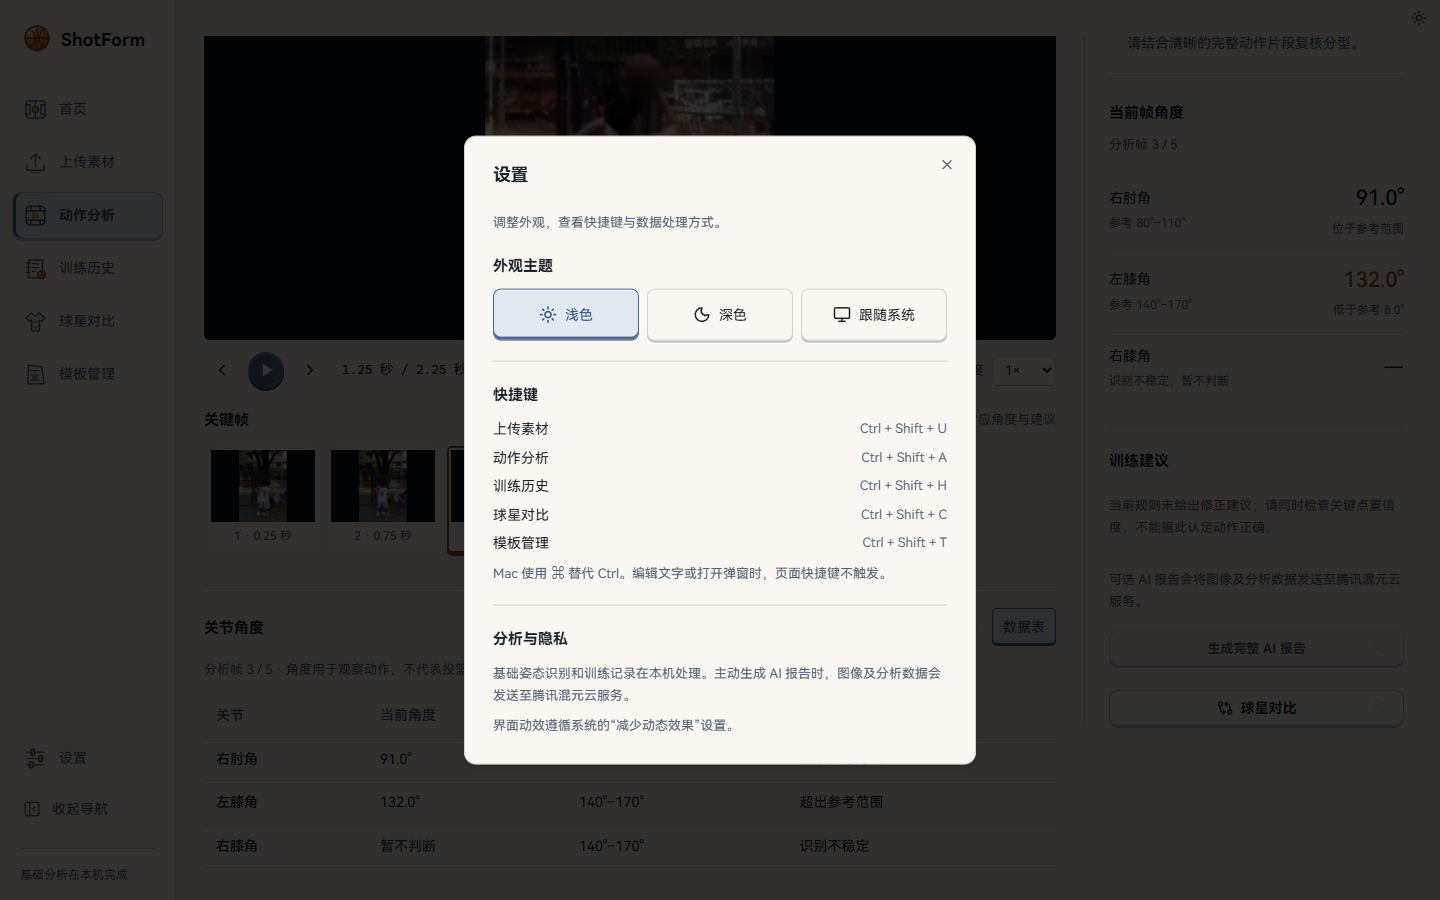 ShotForm
首页
上传素材
动作分析
训练历史
球星对比
模板管理
设置
收起导航
基础分析在本机完成
1.25 秒 / 2.25 秒
度
1×
关键帧
应角度与建议
1 · 0.25 秒
2 · 0.75 秒
关节角度
数据表
分析帧 3 / 5 · 角度用于观察动作，不代表投篮
关节
当前角度
右肘角
91.0°
左膝角
132.0°
140°–170°
超出参考范围
右膝角
暂不判断
140°–170°
识别不稳定
设置
调整外观，查看快捷键与数据处理方式。
外观主题
浅色
深色
跟随系统
快捷键
上传素材
Ctrl + Shift + U
动作分析
Ctrl + Shift + A
训练历史
Ctrl + Shift + H
球星对比
Ctrl + Shift + C
模板管理
Ctrl + Shift + T
Mac 使用 ⌘ 替代 Ctrl。编辑文字或打开弹窗时，页面快捷键不触发。
分析与隐私
基础姿态识别和训练记录在本机处理。主动生成 AI 报告时，图像及分析数据会
发送至腾讯混元云服务。
界面动效遵循系统的“减少动态效果”设置。
请结合清晰的完整动作片段复核分型。
当前帧角度
分析帧 3 / 5
右肘角
91.0°
参考 80°–110°
位于参考范围
左膝角
132.0°
参考 140°–170°
低于参考 8.0°
右膝角
—
识别不稳定，暂不判断
训练建议
当前规则未给出修正建议；请同时检查关键点置信
度，不能据此认定动作正确。
可选 AI 报告会将图像及分析数据发送至腾讯混元云
服务。
生成完整 AI 报告
球星对比